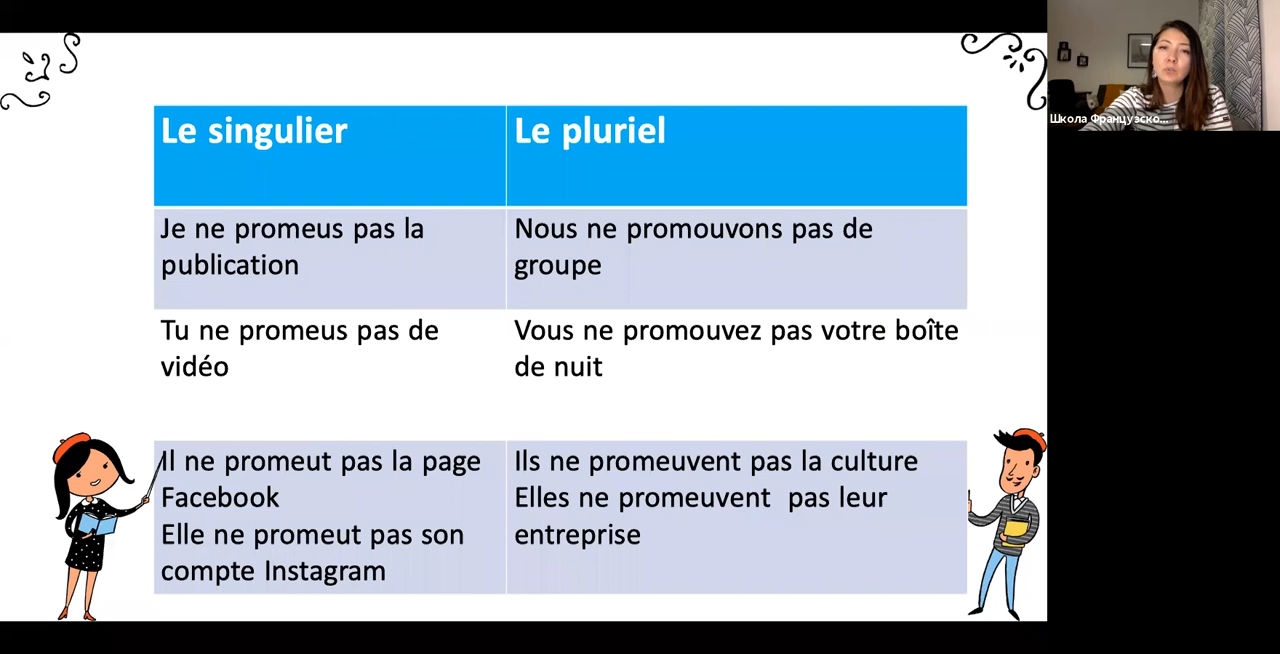 Le singulier
Le pluriel
Je ne promeus pas la
publication
Nous ne promouvons pas de
groupe
Tu ne promeus pas de
vidéo
Vous ne promouvez pas votre boîte
de nuit
Il ne promeut pas la page
Facebook
Elle ne promeut pas son
compte Instagram
Ils ne promeuvent pas la culture
Elles ne promeuvent  pas leur
entreprise
Школа Французско...